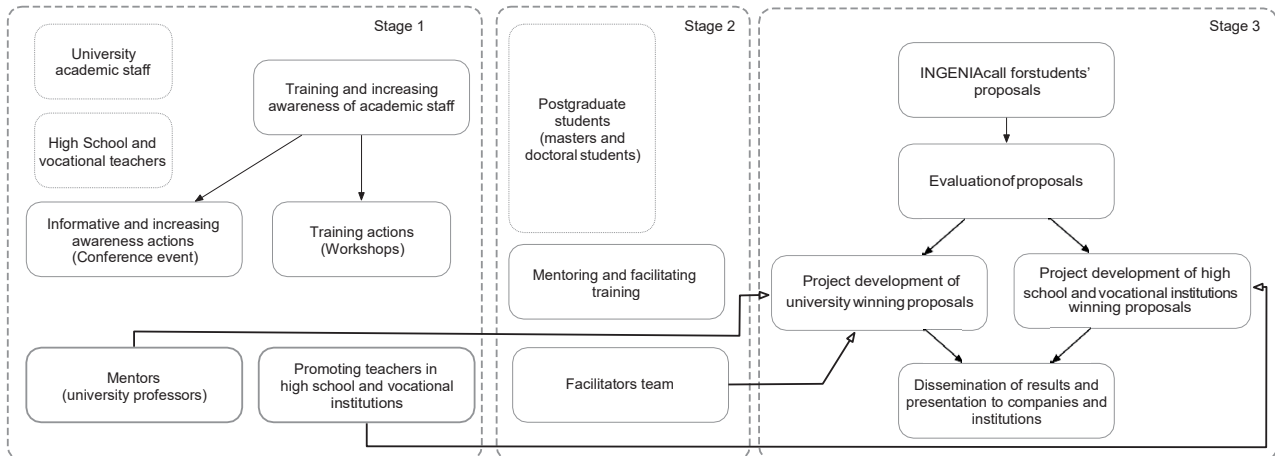 Stage 1
University
academic staff
Training and increasing
awareness of academic staff
High School and
vocational teachers
Informative and increasing
awareness actions
(Conference event)
Training actions
(Workshops)
Mentors
(university professors)
Promoting teachers in
high school and vocational
institutions
Stage 2
Postgraduate
students
(masters and
doctoral students)
Mentoring and facilitating
training
Facilitators team
Stage 3
INGENIAcall forstudents'
proposals
Evaluationofproposals
Project development of
university winning proposals
Project development of high
school and vocational institutions
winning proposals
Dissemination of results and
presentation to companies and
institutions